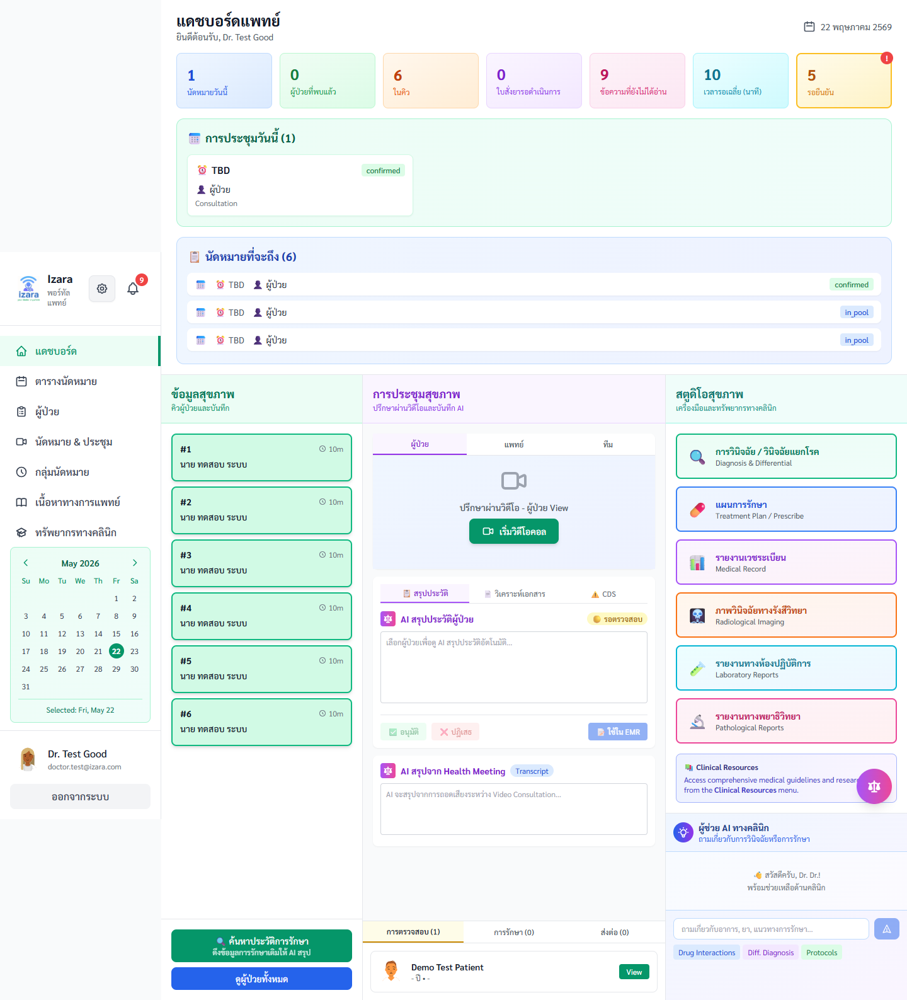 แดชบอร์ดแพทย์
ยินดีต้อนรับ, Dr. Test Good
22 พฤษภาคม 2569
1
นัดหมายวันนี้
0
ผู้ป่วยที่พบแล้ว
6
ในคิว
0
ใบสั่งยารอดำเนินการ
9
ข้อความที่ยังไม่ได้อ่าน
10
เวลารอเฉลี่ย (นาที)
!
5
รอยืนยัน
การประชุมวันนี้ (1)
TBD
confirmed
ผู้ป่วย
Consultation
นัดหมายที่จะถึง (6)
TBD ผู้ป่วย confirmed
TBD ผู้ป่วย in_pool
TBD ผู้ป่วย in_pool
izara
Izara
พอร์ทัล
แพทย์
9
แดชบอร์ด
ตารางนัดหมาย
ผู้ป่วย
นัดหมาย & ประชุม
กลุ่มนัดหมาย
เนื้อหาทางการแพทย์
ทรัพยากรทางคลินิก
May 2026
Su Mo Tu We Th Fr Sa
1 2
3 4 5 6 7 8 9
10 11 12 13 14 15 16
17 18 19 20 21 22 23
24 25 26 27 28 29 30
31
Selected: Fri, May 22
Dr. Test Good
doctor.test@izara.com
ออกจากระบบ
ข้อมูลสุขภาพ
คิวผู้ป่วยและบันทึก
#1 10m
นาย ทดสอบ ระบบ
#2 10m
นาย ทดสอบ ระบบ
#3 10m
นาย ทดสอบ ระบบ
#4 10m
นาย ทดสอบ ระบบ
#5 10m
นาย ทดสอบ ระบบ
#6 10m
นาย ทดสอบ ระบบ
ค้นหาประวัติการรักษา
ดึงข้อมูลการรักษาเดิมให้ AI สรุป
ดูผู้ป่วยทั้งหมด
การประชุมสุขภาพ
ปรึกษาผ่านวิดีโอและบันทึก AI
ผู้ป่วย แพทย์ ทีม
ปรึกษาผ่านวิดีโอ - ผู้ป่วย View
เริ่มวิดีโอคอล
สรุปประวัติ วิเคราะห์เอกสาร CDS
AI สรุปประวัติผู้ป่วย รอตรวจสอบ
เลือกผู้ป่วยเพื่อดู AI สรุปประวัติอัตโนมัติ...
อนุมัติ ปฏิเสธ ใช้ใน EMR
AI สรุปจาก Health Meeting Transcript
AI จะสรุปจากการถอดเสียงระหว่าง Video Consultation...
การตรวจสอบ (1) การรักษา (0) ส่งต่อ (0)
Demo Test Patient
- ปี • -
View
สตูดิโอสุขภาพ
เครื่องมือและทรัพยากรทางคลินิก
การวินิจฉัย / วินิจฉัยแยกโรค
Diagnosis & Differential
แผนการรักษา
Treatment Plan / Prescribe
รายงานเวชระเบียน
Medical Record
ภาพวินิจฉัยทางรังสีวิทยา
Radiological Imaging
รายงานทางห้องปฏิบัติการ
Laboratory Reports
รายงานทางพยาธิวิทยา
Pathological Reports
Clinical Resources
Access comprehensive medical guidelines and resear
from the Clinical Resources menu.
ผู้ช่วย AI ทางคลินิก
ถามเกี่ยวกับการวินิจฉัยหรือการรักษา
สวัสดีครับ, Dr. Dr.!
พร้อมช่วยเหลือด้านคลินิก
ถามเกี่ยวกับอาการ, ยา, แนวทางการรักษา...
Drug Interactions Diff. Diagnosis Protocols